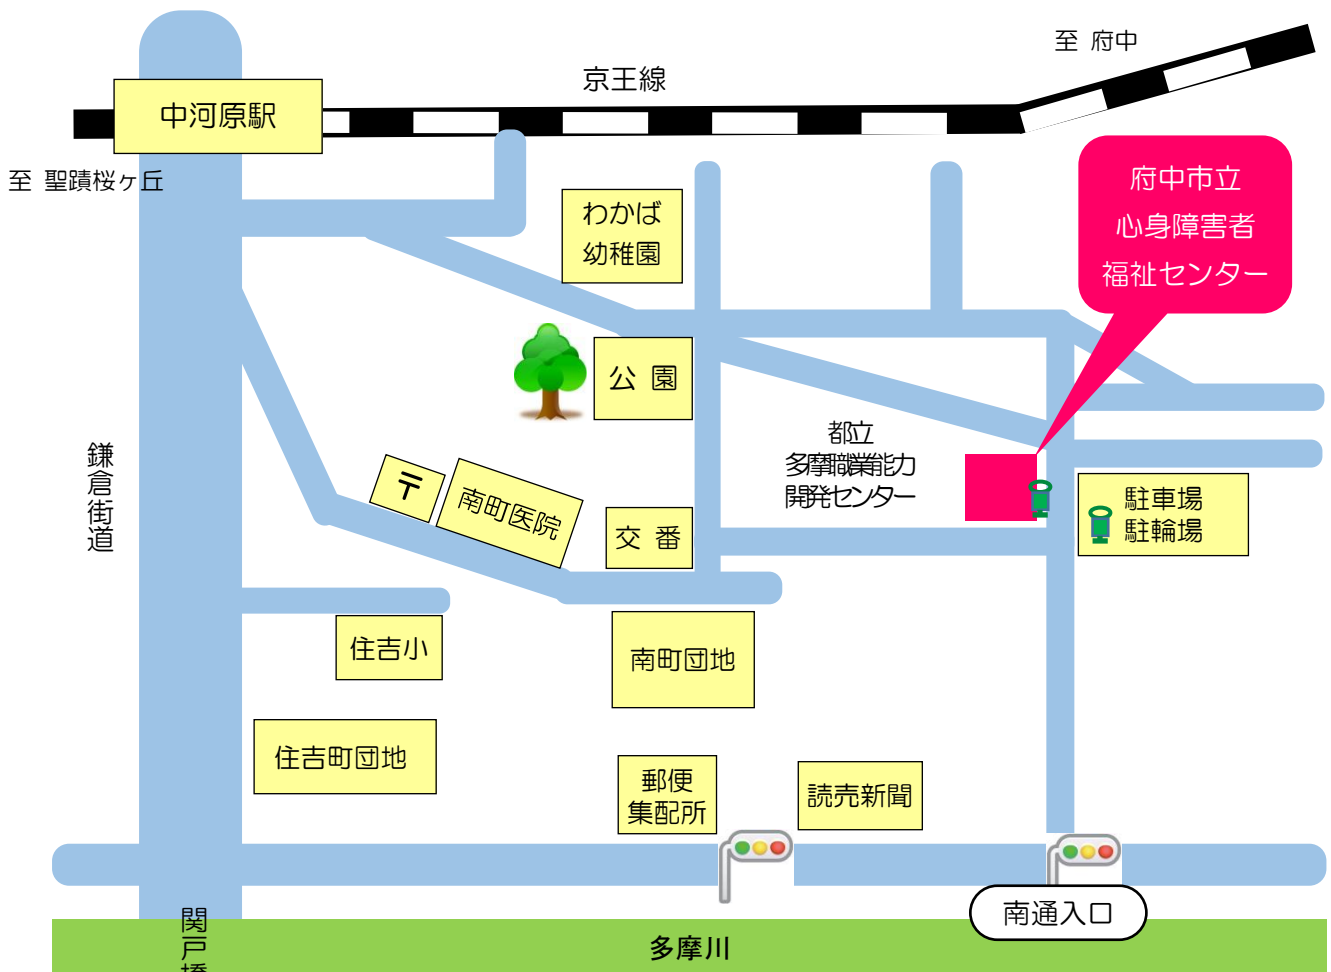 至 府中
京王線
中河原駅
至 聖蹟桜ヶ丘
府中市立
心身障害者
福祉センター
わかば
幼稚園
公 園
都立
多摩職業能力
開発センター
鎌倉街道
〒
南町医院
交 番
駐車場
駐輪場
住吉小
南町団地
住吉町団地
郵便
集配所
読売新聞
南通入口
関戸橋
多摩川